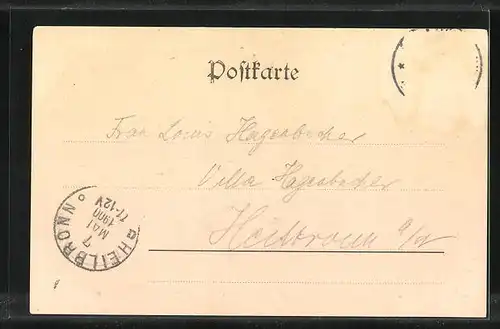 Postkarte
Frau Louis Hagenbucher
Villa Hagenbucher
Heilbronn a/N
HEILBRONN
7
MAI
1900
11-12V